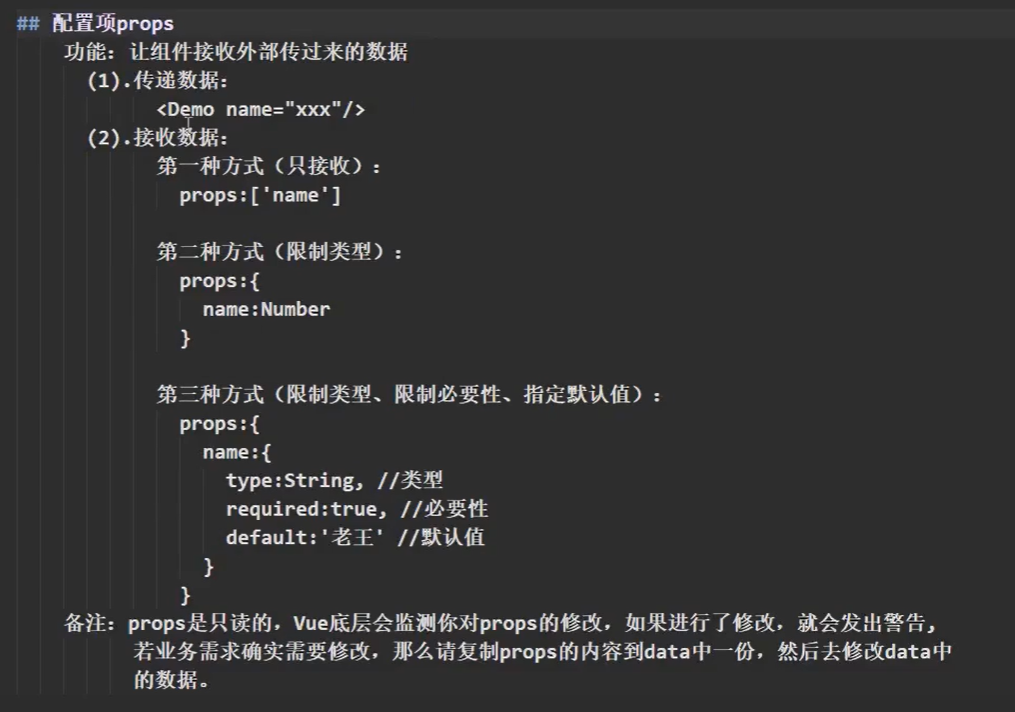 ## 配置项props
功能：让组件接收外部传过来的数据
(1).传递数据：
<Demo name="xxx"/>
(2).接收数据：
第一种方式（只接收）：
props:['name']
第二种方式（限制类型）：
props:{
name:Number
}
第三种方式（限制类型、限制必要性、指定默认值）：
props:{
name:{
type:String, //类型
required:true, //必要性
default:'老王' //默认值
}
}
备注：props是只读的，Vue底层会监测你对props的修改，如果进行了修改，就会发出警告，
若业务需求确实需要修改，那么请复制props的内容到data中一份，然后去修改data中
的数据。